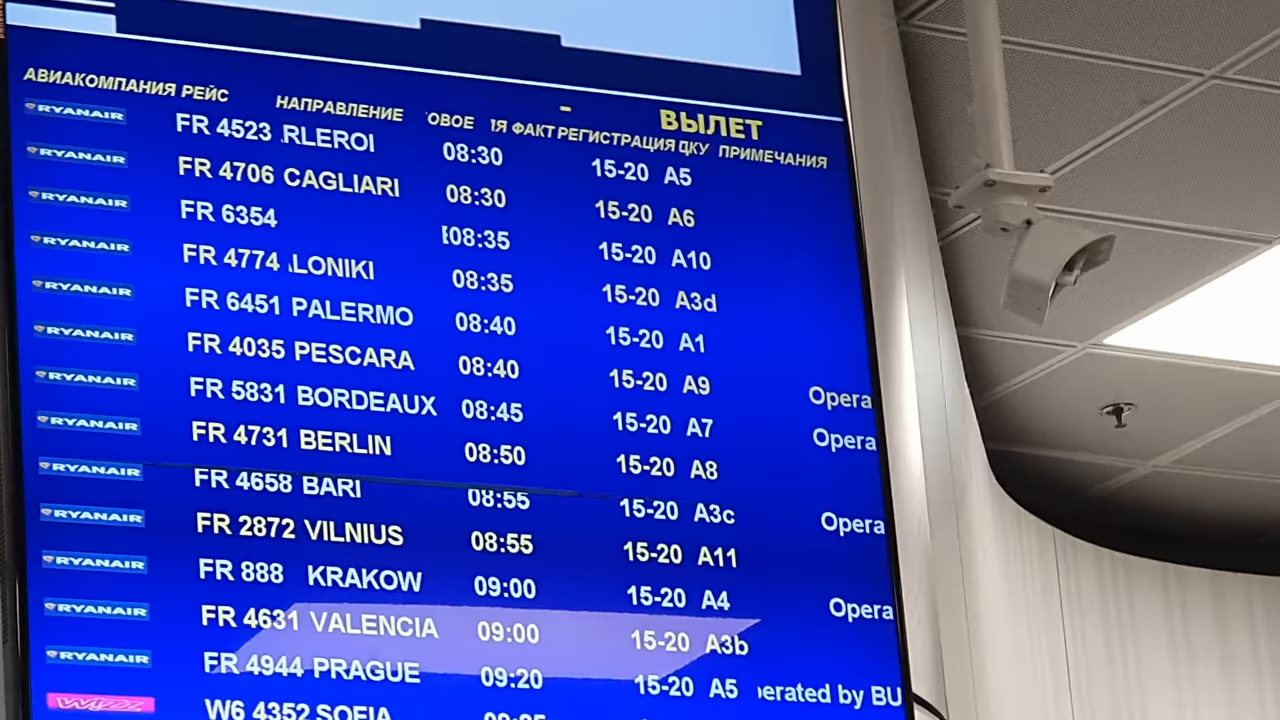 ВЫЛЕТ
АВИАКОМПАНИЯ РЕЙС НАПРАВЛЕНИЕ ОВОЕ ІЯ ФАКТ РЕГИСТРАЦИЯ ЦКУ ПРИМЕЧАНИЯ
RYANAIR FR 4523 RLEROI 08:30 15-20 A5
RYANAIR FR 4706 CAGLIARI 08:30 15-20 A6
RYANAIR FR 6354 08:35 15-20 A10
RYANAIR FR 4774 LONIKI 08:35 15-20 A3d
RYANAIR FR 6451 PALERMO 08:40 15-20 A1
RYANAIR FR 4035 PESCARA 08:40 15-20 A9 Opera
RYANAIR FR 5831 BORDEAUX 08:45 15-20 A7 Opera
RYANAIR FR 4731 BERLIN 08:50 15-20 A8
RYANAIR FR 4658 BARI 08:55 15-20 A3c Opera
RYANAIR FR 2872 VILNIUS 08:55 15-20 A11
RYANAIR FR 888 KRAKOW 09:00 15-20 A4 Opera
RYANAIR FR 4631 VALENCIA 09:00 15-20 A3b
RYANAIR FR 4944 PRAGUE 09:20 15-20 A5 erated by BU
Wizz W6 4352 SOFIA